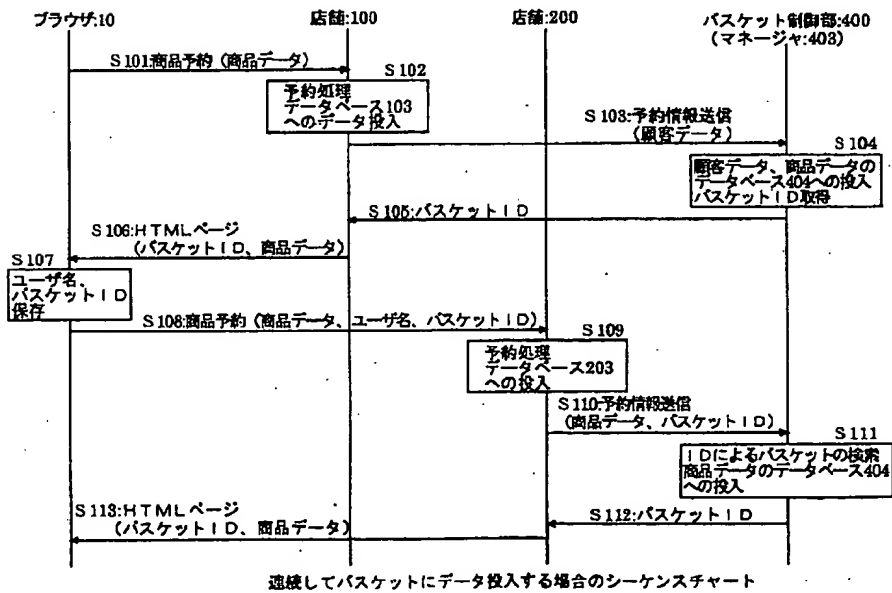 ブラウザ:10
店舗:100
店舗:200
バスケット制御部:400
(マネージャ:403)
S101:商品予約(商品データ)
S102
予約処理
データベース103
へのデータ投入
S103:予約情報送信
(顧客データ)
S104
顧客データ、商品データの
データベース404への投入
バスケットID取得
S105:バスケットID
S106:HTMLページ
(バスケットID、商品データ)
S107
ユーザ名、
バスケットID
保存
S108:商品予約(商品データ、ユーザ名、バスケットID)
S109
予約処理
データベース203
への投入
S110:予約情報送信
(商品データ、バスケットID)
S111
IDによるバスケットの検索
商品データのデータベース404
への投入
S112:バスケットID
S113:HTMLページ
(バスケットID、商品データ)
連続してバスケットにデータ投入する場合のシーケンスチャート